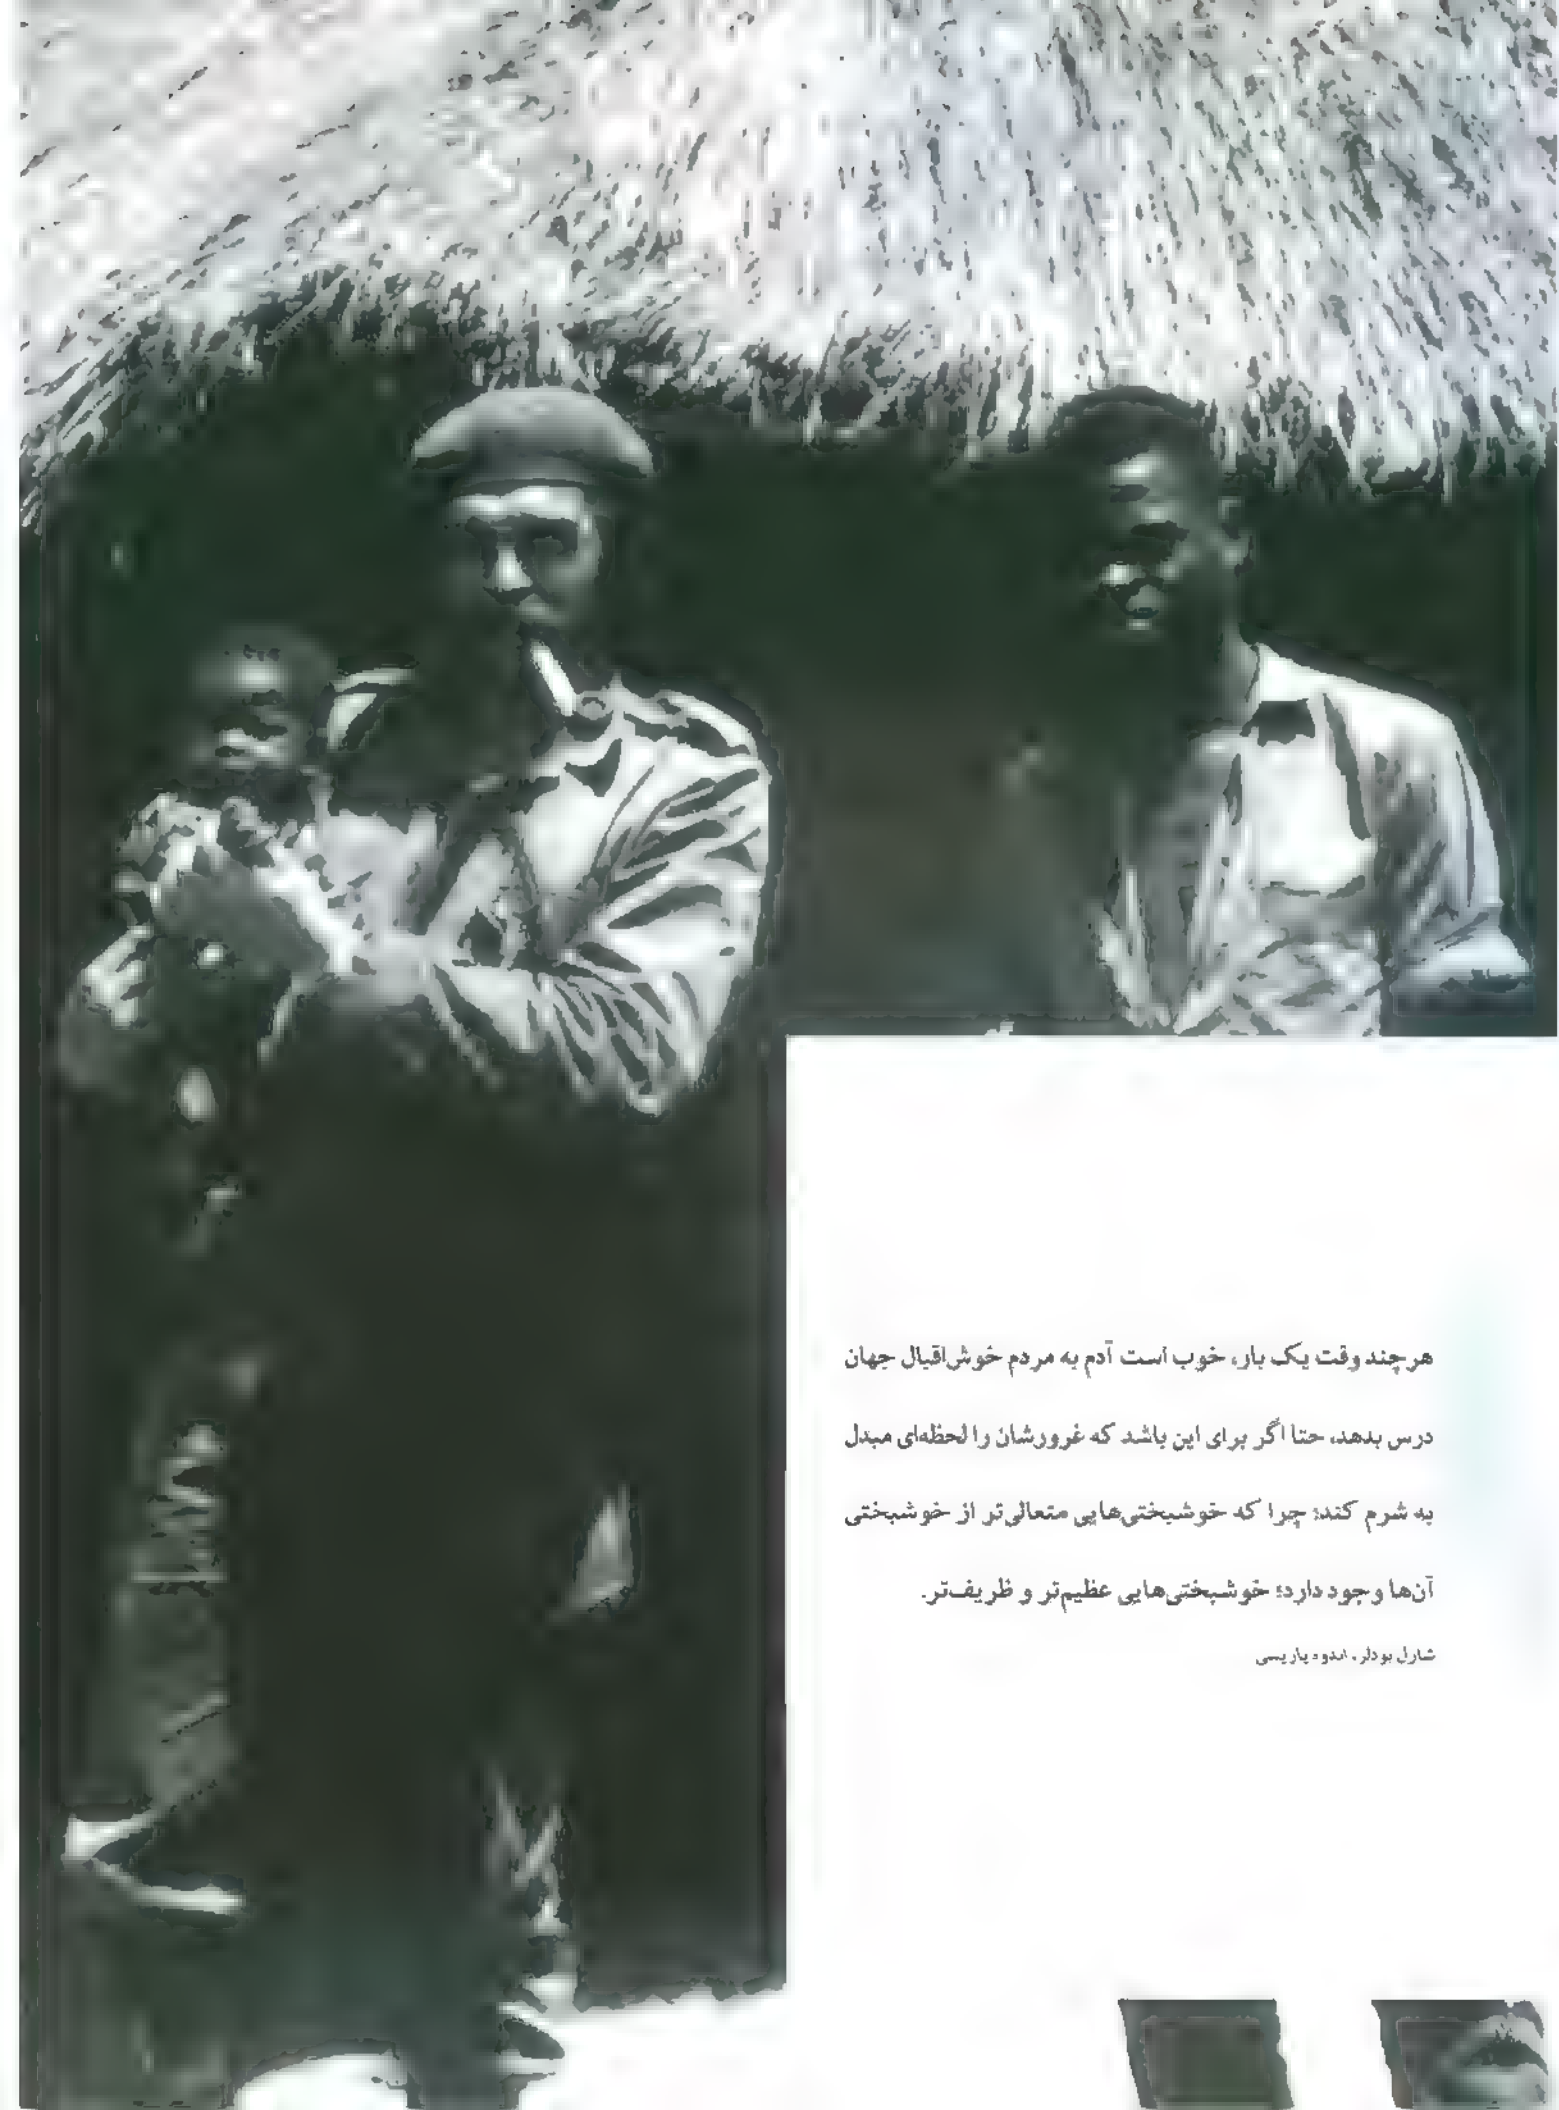 هرچند وقت یک بار، خوب است آدم به مردم خوش‌اقبال جهان
درس بدهد، حتا اگر برای این باشد که غرورشان را لحظه‌ای مبدل
به شرم کند؛ چرا که خوشبختی‌هایی متعالی‌تر از خوشبختی
آن‌ها وجود دارد؛ خوشبختی‌هایی عظیم‌تر و ظریف‌تر.
شارل بودلر، اندوه پاریسی